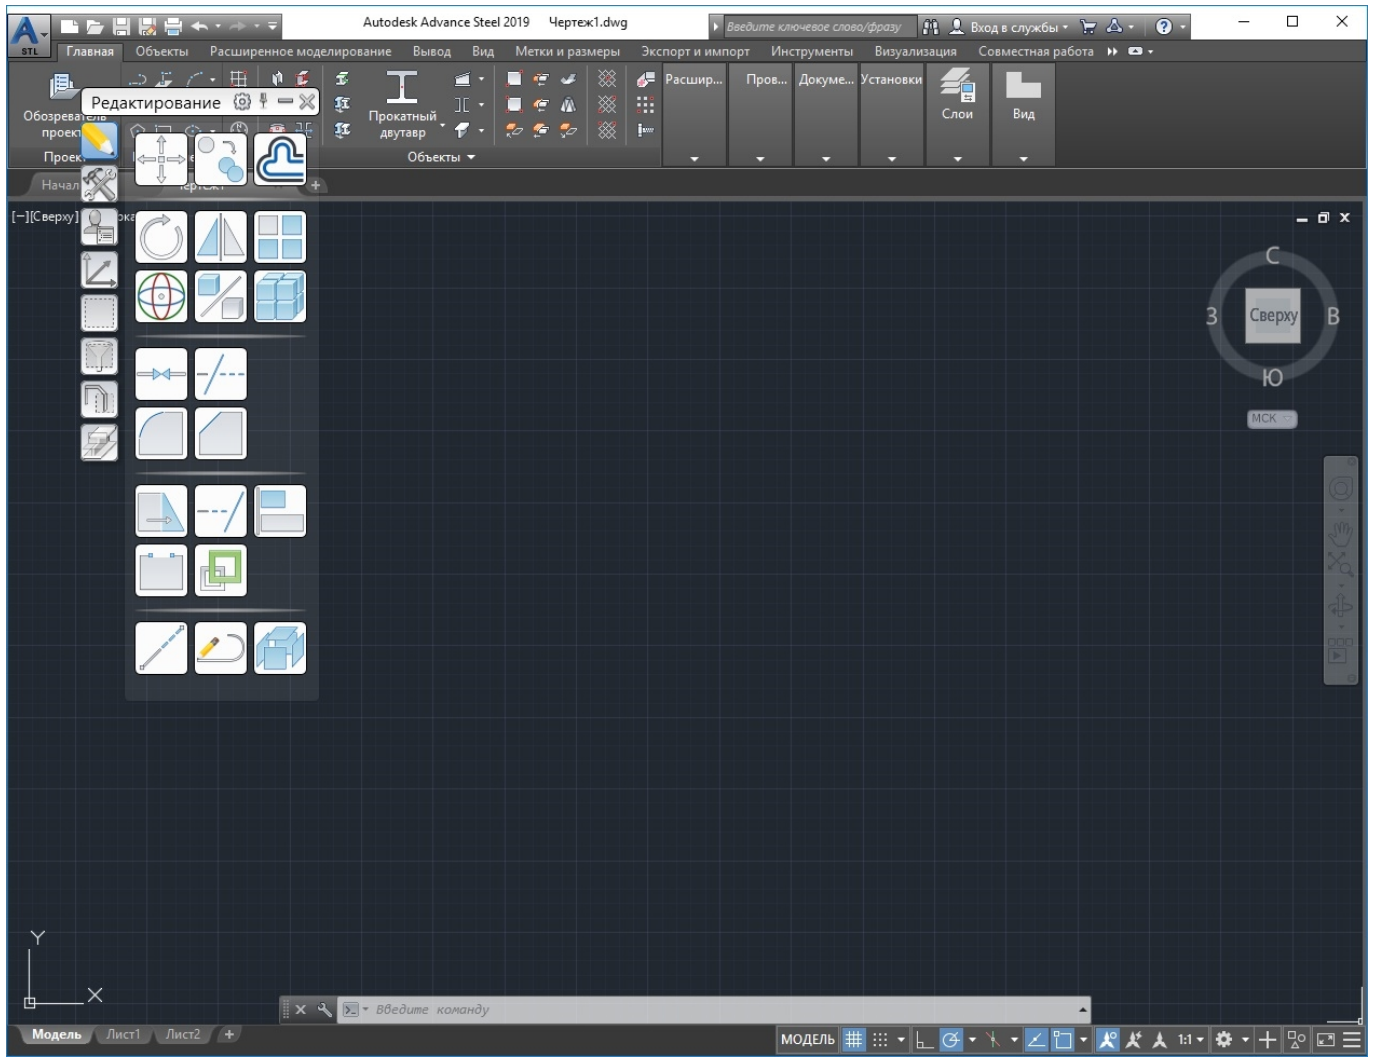 Autodesk Advance Steel 2019 Чертеж1.dwg
Введите ключевое слово/фразу
Вход в службы
A
STL
Главная Объекты Расширенное моделирование Вывод Вид Метки и размеры Экспорт и импорт Инструменты Визуализация Совместная работа
Обозреватель
проек
Проек
Редактирование
Прокатный
двутавр
Объекты
Расшир...
Пров...
Докуме...
Установки
Слои
Вид
Начал
[−][Сверху]
С
З
Сверху
В
Ю
МСК
Y
X
Введите команду
Модель Лист1 Лист2 +
МОДЕЛЬ
1:1